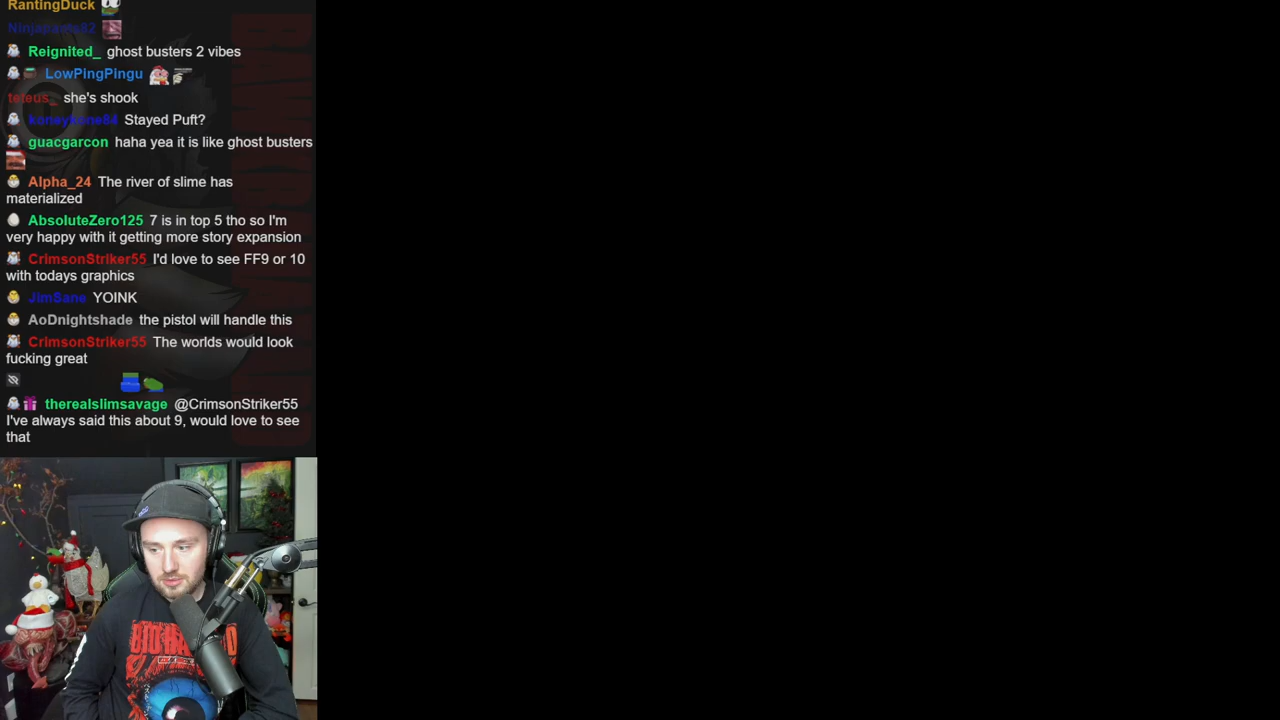 RantingDuck
Ninjapants82
Reignited_ ghost busters 2 vibes
LowPingPingu
teteus_ she's shook
koneykone84 Stayed Puft?
guacgarcon haha yea it is like ghost busters
Alpha_24 The river of slime has
materialized
AbsoluteZero125 7 is in top 5 tho so I'm
very happy with it getting more story expansion
CrimsonStriker55 I'd love to see FF9 or 10
with todays graphics
JimSane YOINK
AoDnightshade the pistol will handle this
CrimsonStriker55 The worlds would look
fucking great
therealslimsavage @CrimsonStriker55
I've always said this about 9, would love to see
that